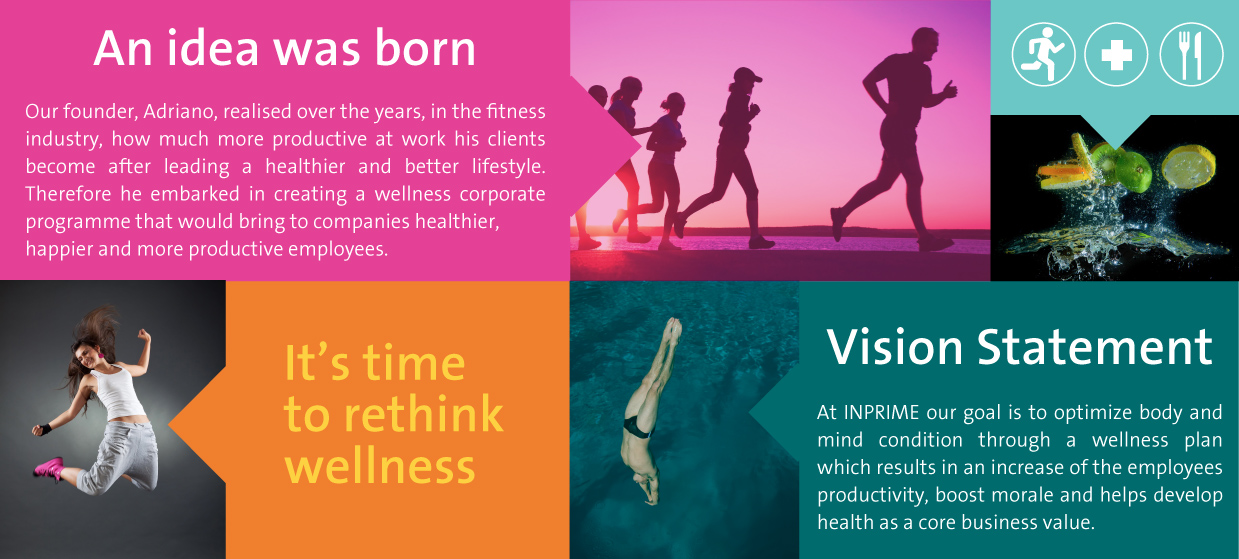 An idea was born
Our founder, Adriano, realised over the years, in the fitness
industry, how much more productive at work his clients
become after leading a healthier and better lifestyle.
Therefore he embarked in creating a wellness corporate
programme that would bring to companies healthier,
happier and more productive employees.
It's time
to rethink
wellness
Vision Statement
At INPRIME our goal is to optimize body and
mind condition through a wellness plan
which results in an increase of the employees
productivity, boost morale and helps develop
health as a core business value.